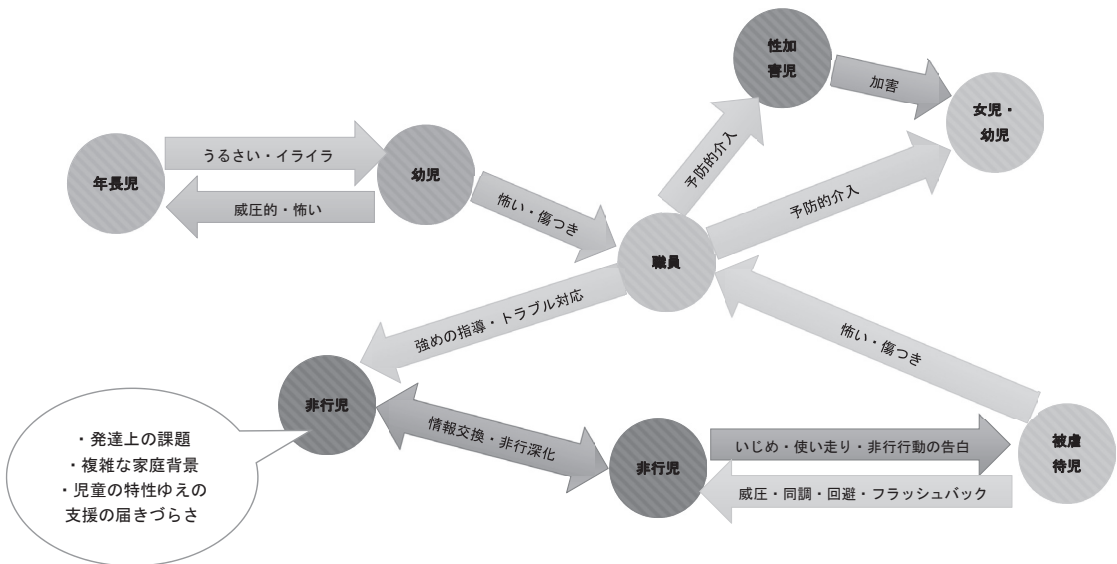 性加
害児
加害
女児・
幼児
予防的介入
予防的介入
年長児
うるさい・イライラ
威圧的・怖い
幼児
怖い・傷つき
職員
強めの指導・トラブル対応
怖い・傷つき
非行児
・発達上の課題
・複雑な家庭背景
・児童の特性ゆえの
支援の届きづらさ
情報交換・非行深化
非行児
いじめ・使い走り・非行行動の告白
威圧・同調・回避・フラッシュバック
被虐
待児